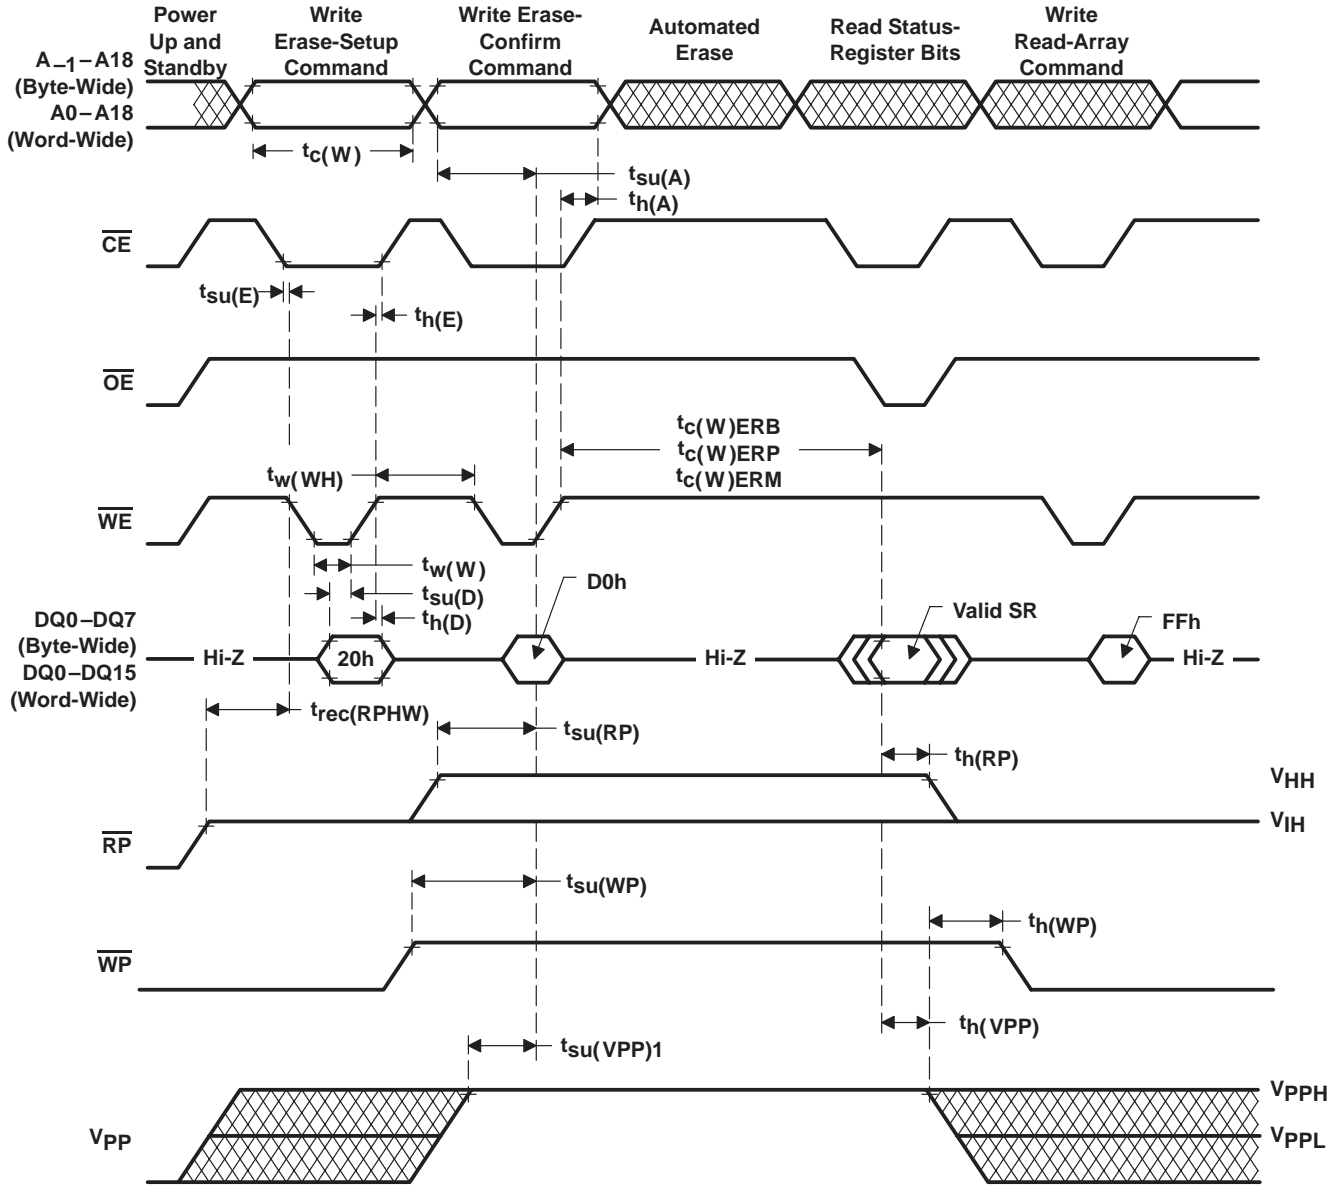 Power
Up and
Standby
Write
Erase-Setup
Command
Write Erase-
Confirm
Command
Automated
Erase
Read Status-
Register Bits
Write
Read-Array
Command
A–1–A18
(Byte-Wide)
A0–A18
(Word-Wide)
tc(W)
tsu(A)
th(A)
CE
tsu(E)
th(E)
OE
tc(W)ERB
tc(W)ERP
tc(W)ERM
tw(WH)
WE
tw(W)
tsu(D)
th(D)
D0h
Valid SR
FFh
DQ0–DQ7
(Byte-Wide)
DQ0–DQ15
(Word-Wide)
Hi-Z
20h
Hi-Z
Hi-Z
trec(RPHW)
tsu(RP)
th(RP)
VHH
VIH
RP
tsu(WP)
th(WP)
WP
th(VPP)
tsu(VPP)1
VPPH
VPP
VPPL